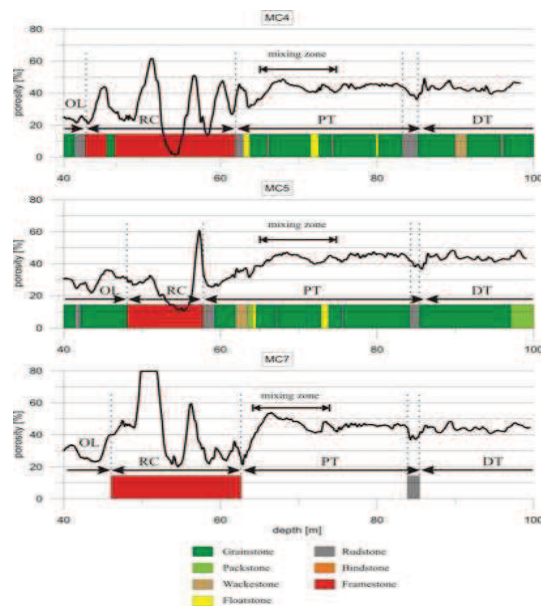 MC4
porosity [%]
80
60
40
20
0
mixing zone
OL
RC
PT
DT
40 60 80 100
MC5
porosity [%]
80
60
40
20
0
mixing zone
OL
RC
PT
DT
40 60 80 100
MC7
porosity [%]
80
60
40
20
0
mixing zone
OL
RC
PT
DT
40 60 80 100
depth [m]
Grainstone
Packstone
Wackestone
Floatstone
Rudstone
Bindstone
Framestone